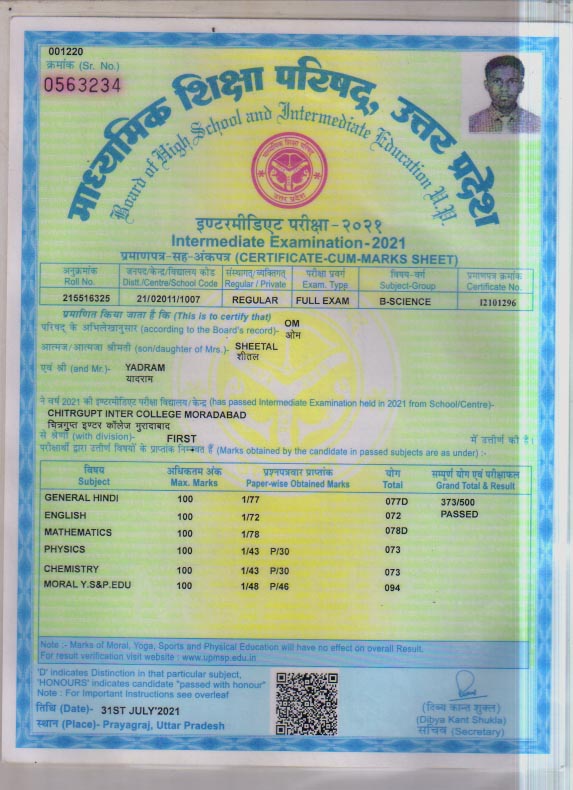 001220
क्रमांक (Sr. No.)
0563234
माध्यमिक शिक्षा परिषद्, उत्तर प्रदेश
Board of High School and Intermediate Education U.P.
माध्यमिक शिक्षा परिषद्
उत्तर प्रदेश
इण्टरमीडिएट परीक्षा - २०२१
Intermediate Examination-2021
प्रमाणपत्र-सह-अंकपत्र (CERTIFICATE-CUM-MARKS SHEET)
अनुक्रमांक जनपद/केन्द्र/विद्यालय कोड संस्थागत/व्यक्तिगत परीक्षा प्रवर्ग विषय-वर्ग प्रमाणपत्र क्रमांक
Roll No. Distt./Centre/School Code Regular / Private Exam. Type Subject-Group Certificate No.
215516325 21/02011/1007 REGULAR FULL EXAM B-SCIENCE 12101296
प्रमाणित किया जाता है कि (This is to certify that)
OM
परिषद् के अभिलेखानुसार (according to the Board's record)- ओम
आत्मज/आत्मजा श्रीमती (son/daughter of Mrs.)- SHEETAL
शीतल
एवं श्री (and Mr.)- YADRAM
यादराम
ने वर्ष 2021 की इण्टरमीडिएट परीक्षा विद्यालय/केन्द्र (has passed Intermediate Examination held in 2021 from School/Centre)-
CHITRGUPT INTER COLLEGE MORADABAD
चित्रगुप्त इण्टर कॉलेज मुरादाबाद
से श्रेणी (with division)- FIRST में उत्तीर्ण की है।
परीक्षार्थी द्वारा उत्तीर्ण विषयों के प्राप्तांक निम्नवत हैं (Marks obtained by the candidate in passed subjects are as under) :-
विषय अधिकतम अंक प्रश्नपत्रवार प्राप्तांक योग सम्पूर्ण योग एवं परीक्षाफल
Subject Max. Marks Paper-wise Obtained Marks Total Grand Total & Result
GENERAL HINDI 100 1/77 077D 373/500
ENGLISH 100 1/72 072 PASSED
MATHEMATICS 100 1/78 078D
PHYSICS 100 1/43 P/30 073
CHEMISTRY 100 1/43 P/30 073
MORAL Y.S&P.EDU 100 1/48 P/46 094
Note :- Marks of Moral, Yoga, Sports and Physical Education will have no effect on overall Result.
For result verification visit website : www.upmsp.edu.in
'D' indicates Distinction in that particular subject,
'HONOURS' indicates candidate "passed with honour"
Note : For Important Instructions see overleaf
तिथि (Date)- 31ST JULY'2021
स्थान (Place)- Prayagraj, Uttar Pradesh
(दिव्य कान्त शुक्ल)
(Dibya Kant Shukla)
सचिव (Secretary)